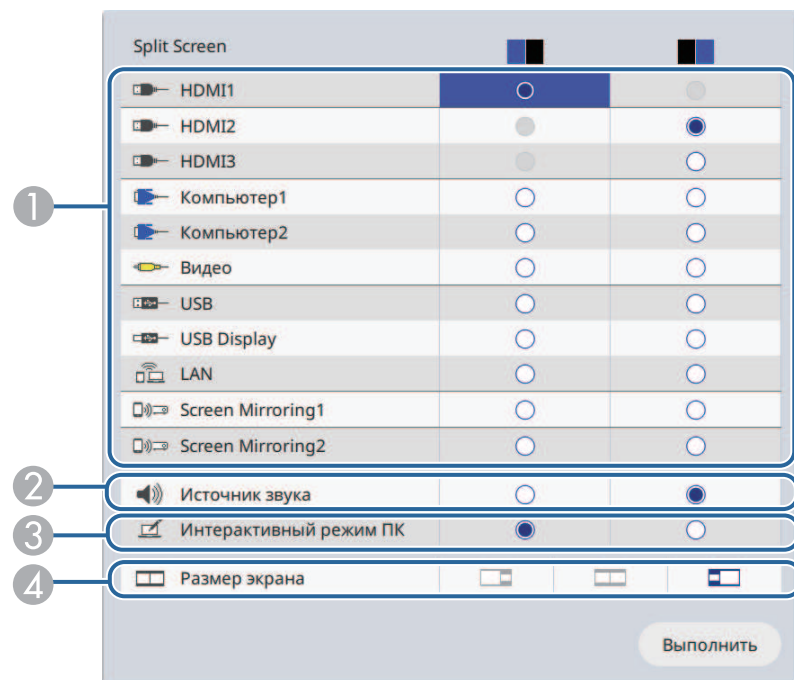 Split Screen
HDMI1
HDMI2
HDMI3
Компьютер1
Компьютер2
Видео
USB
USB Display
LAN
Screen Mirroring1
Screen Mirroring2
Источник звука
Интерактивный режим ПК
Размер экрана
Выполнить
1
2
3
4